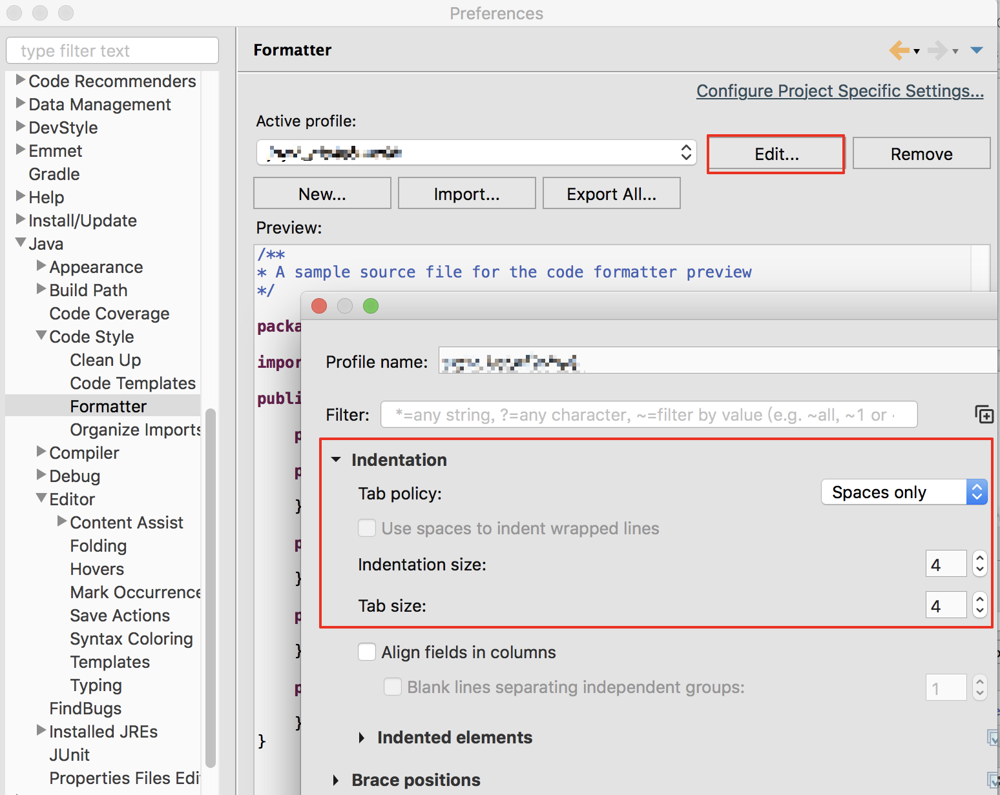 Preferences
type filter text
Code Recommenders
Data Management
DevStyle
Emmet
Gradle
Help
Install/Update
Java
Appearance
Build Path
Code Coverage
Code Style
Clean Up
Code Templates
Formatter
Organize Imports
Compiler
Debug
Editor
Content Assist
Folding
Hovers
Mark Occurrence
Save Actions
Syntax Coloring
Templates
Typing
FindBugs
Installed JREs
JUnit
Properties Files Edi
Formatter
Configure Project Specific Settings...
Active profile:
Edit...
Remove
New...
Import...
Export All...
Preview:
/**
* A sample source file for the code formatter preview
*/
packa
impor
publi
p
p
}
p
}
p
}
p
}
}
Profile name:
Filter:
*=any string, ?=any character, ~=filter by value (e.g. ~all, ~1 or
Indentation
Tab policy:
Spaces only
Use spaces to indent wrapped lines
Indentation size:
4
Tab size:
4
Align fields in columns
Blank lines separating independent groups:
1
Indented elements
Brace positions